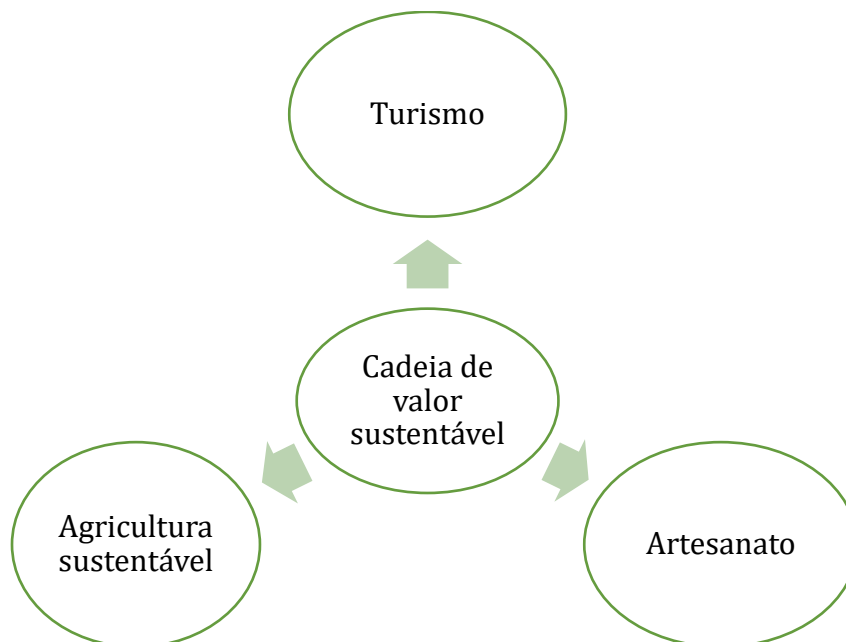 Turismo
Cadeia de
valor
sustentável
Agricultura
sustentável
Artesanato